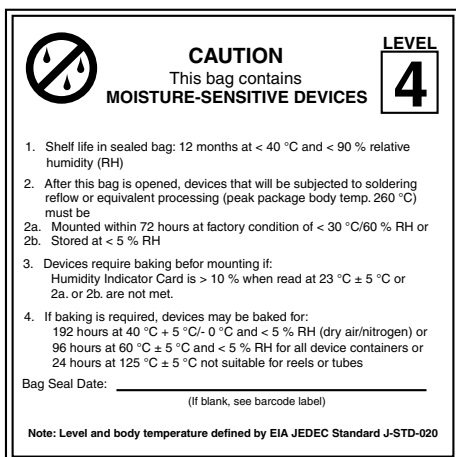 CAUTION
This bag contains
MOISTURE-SENSITIVE DEVICES
LEVEL
4
1. Shelf life in sealed bag: 12 months at < 40 °C and < 90 % relative
humidity (RH)
2. After this bag is opened, devices that will be subjected to soldering
reflow or equivalent processing (peak package body temp. 260 °C)
must be
2a. Mounted within 72 hours at factory condition of < 30 °C/60 % RH or
2b. Stored at < 5 % RH
3. Devices require baking befor mounting if:
Humidity Indicator Card is > 10 % when read at 23 °C ± 5 °C or
2a. or 2b. are not met.
4. If baking is required, devices may be baked for:
192 hours at 40 °C + 5 °C/- 0 °C and < 5 % RH (dry air/nitrogen) or
96 hours at 60 °C ± 5 °C and < 5 % RH for all device containers or
24 hours at 125 °C ± 5 °C not suitable for reels or tubes
Bag Seal Date:
(If blank, see barcode label)
Note: Level and body temperature defined by EIA JEDEC Standard J-STD-020